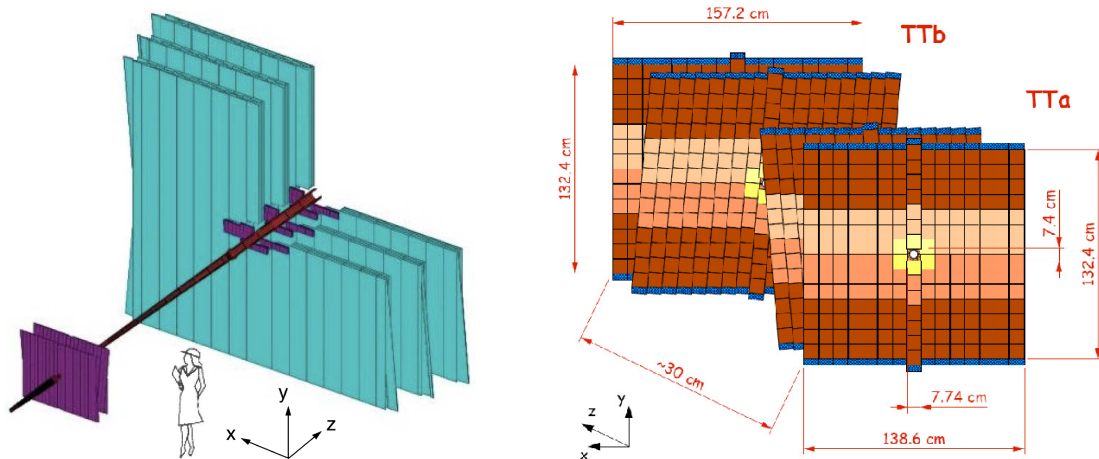 y
x
z
157.2 cm
TTb
TTa
132.4 cm
7.4 cm
132.4 cm
~30 cm
7.74 cm
138.6 cm
y
z
x